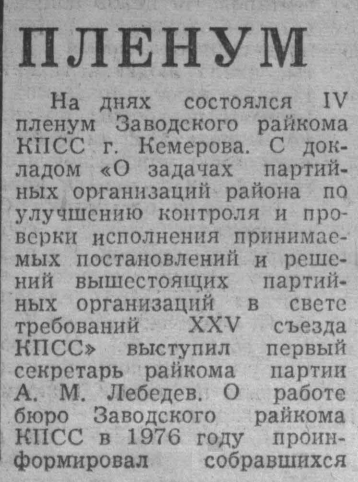 ПЛЕНУМ
На днях состоялся IV
пленум Заводского райкома
КПСС г. Кемерова. С док-
ладом «О задачах партий-
ных организаций района по
улучшению контроля и про-
верки исполнения принимае-
мых постановлений и реше-
ний вышестоящих партий-
ных организаций в свете
требований XXV съезда
КПСС» выступил первый
секретарь райкома партии
А. М. Лебедев. О работе
бюро Заводского райкома
КПСС в 1976 году проин-
формировал собравшихся